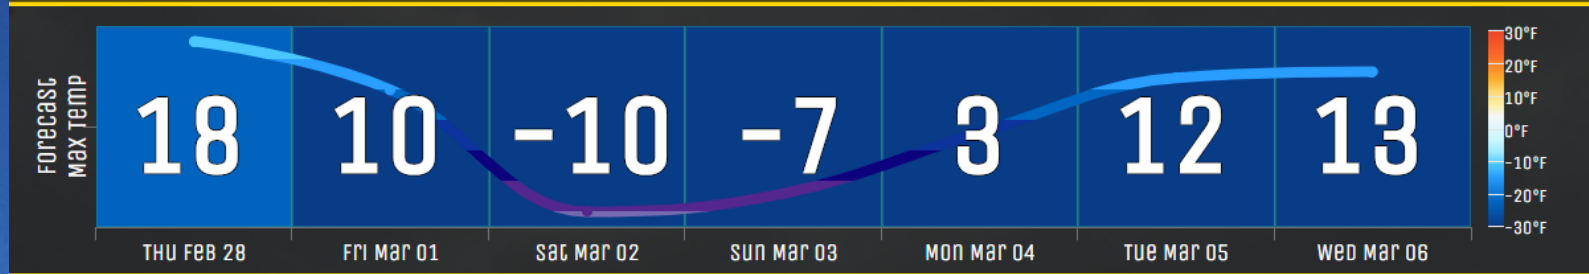 Forecast
Max Temp
18
10
-10
-7
3
12
13
Thu Feb 28
Fri Mar 01
Sat Mar 02
Sun Mar 03
Mon Mar 04
Tue Mar 05
Wed Mar 06
30°F
20°F
10°F
0°F
-10°F
-20°F
-30°F